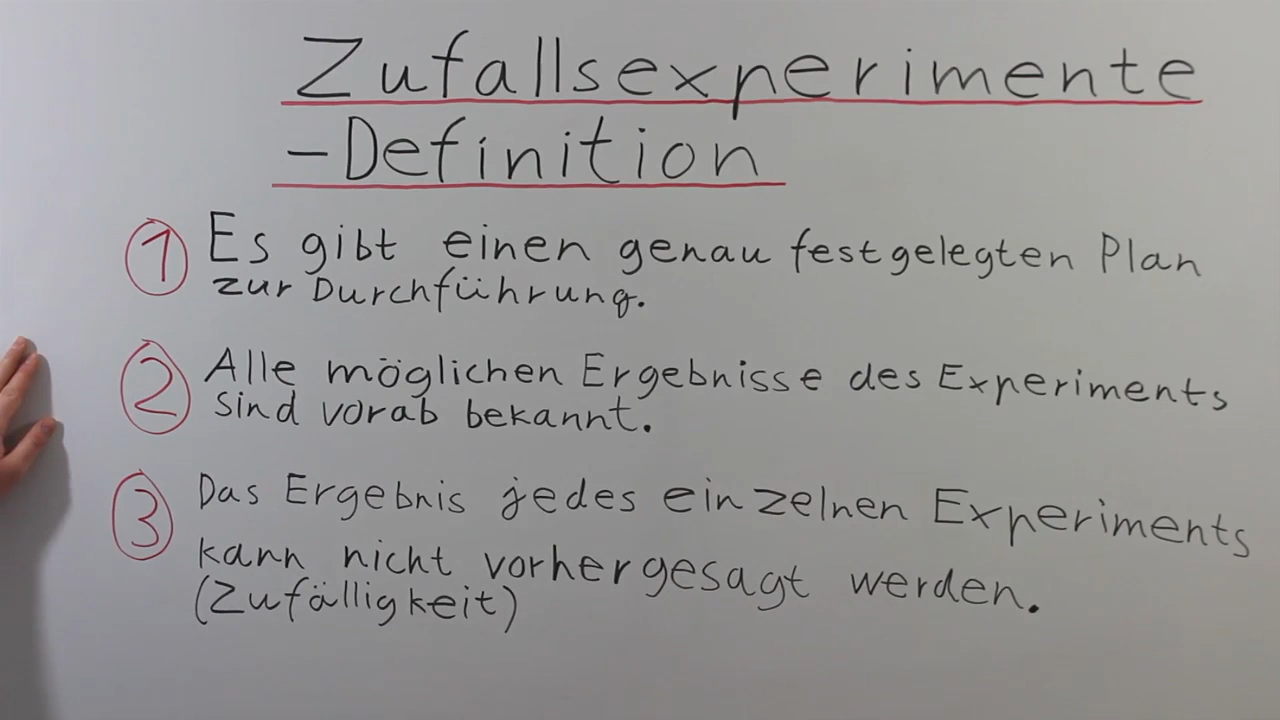 Zufallsexperimente
-Definition
1 Es gibt einen genau festgelegten Plan
zur Durchführung.
2 Alle möglichen Ergebnisse des Experiments
sind vorab bekannt.
3 Das Ergebnis jedes einzelnen Experiments
kann nicht vorhergesagt werden.
(Zufälligkeit)